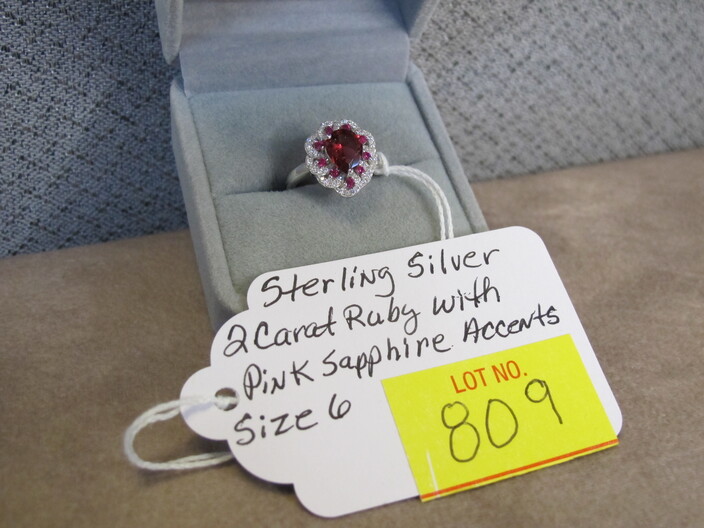 Sterling Silver
2 Carat Ruby with
Pink Sapphire Accents
Size 6
LOT NO.
809